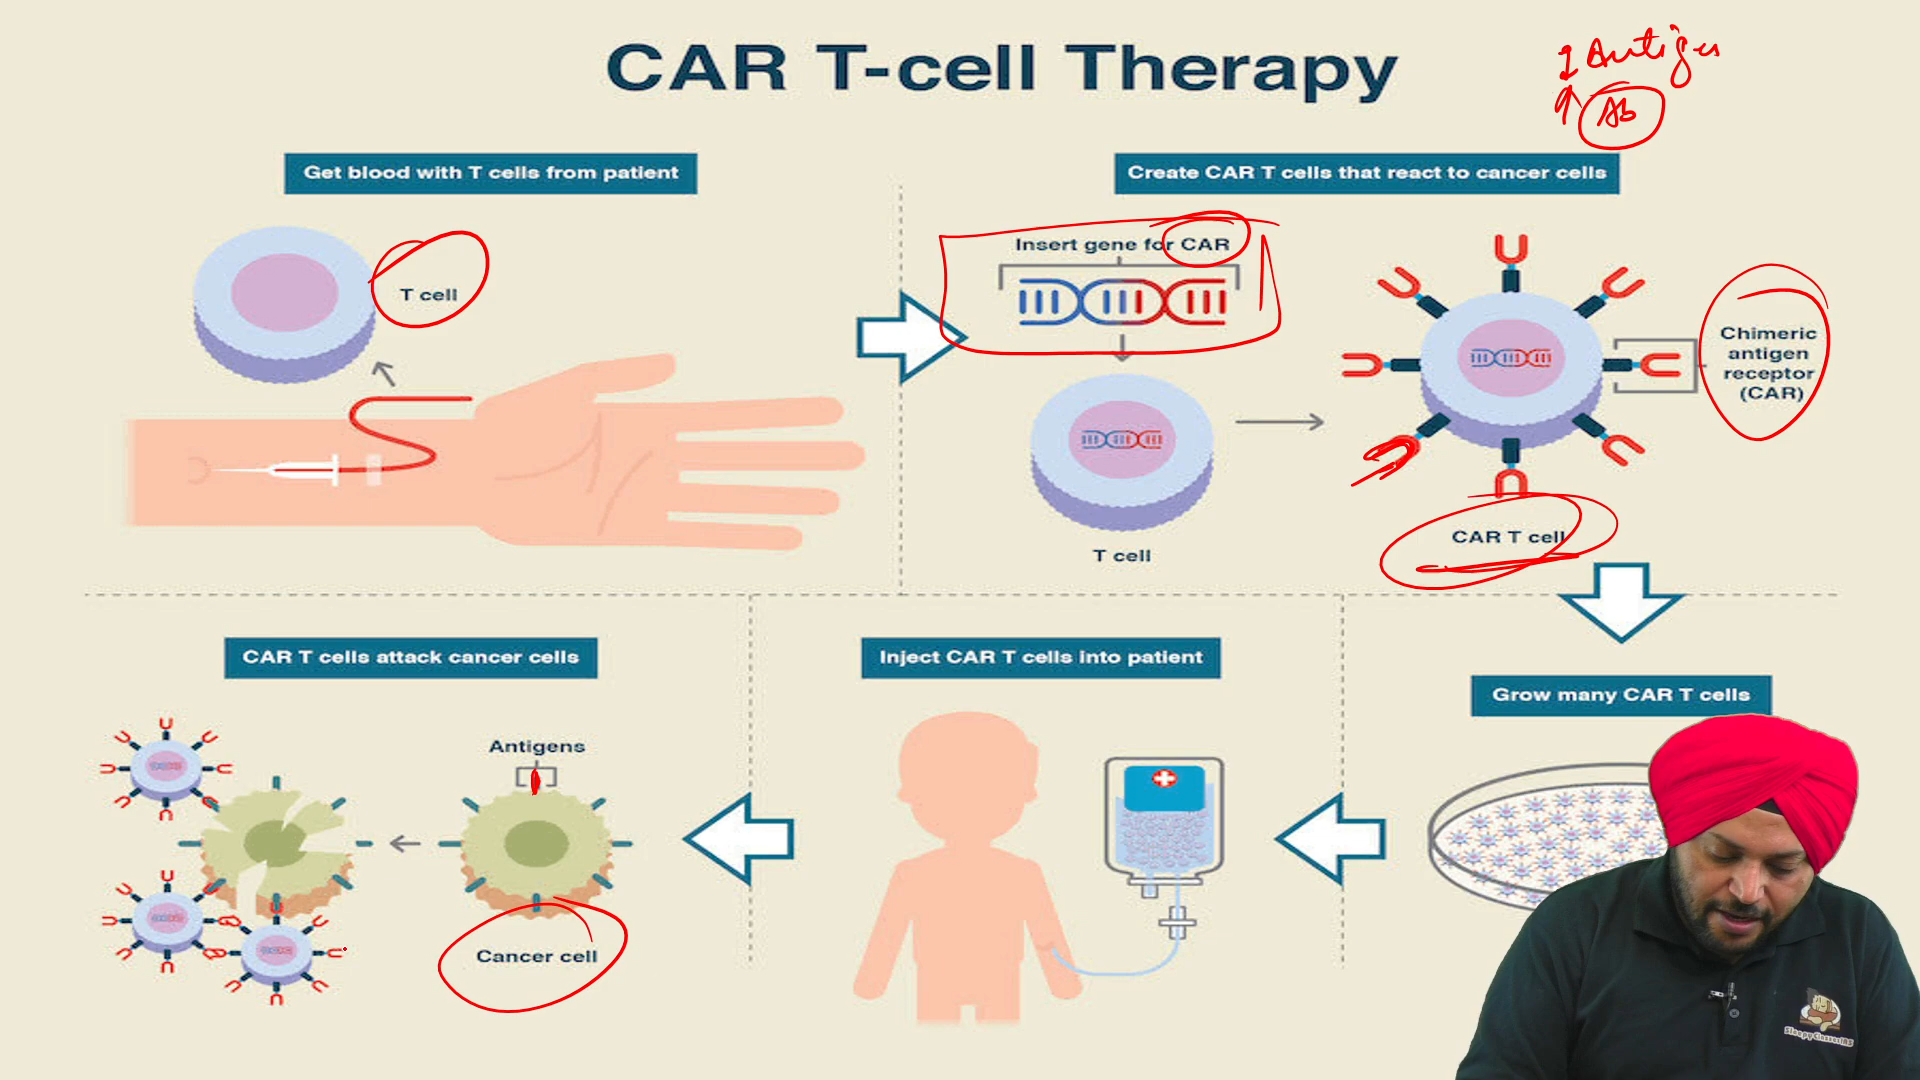 CAR T-cell Therapy
Antigen
Ab
Get blood with T cells from patient
T cell
Create CAR T cells that react to cancer cells
Insert gene for CAR
T cell
Chimeric
antigen
receptor
(CAR)
CAR T cell
Grow many CAR T cells
Inject CAR T cells into patient
CAR T cells attack cancer cells
Antigens
Cancer cell
SleepyClassesIAS